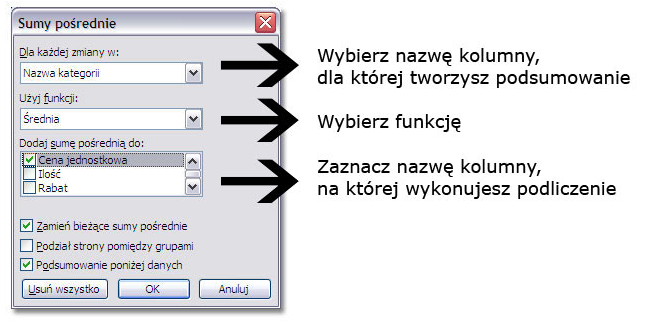 Sumy pośrednie
Dla każdej zmiany w:
Nazwa kategorii
Wybierz nazwę kolumny,
dla której tworzysz podsumowanie
Użyj funkcji:
Średnia
Wybierz funkcję
Dodaj sumę pośrednią do:
Cena jednostkowa
Ilość
Rabat
Zaznacz nazwę kolumny,
na której wykonujesz podliczenie
Zamień bieżące sumy pośrednie
Podział strony pomiędzy grupami
Podsumowanie poniżej danych
Usuń wszystko OK Anuluj